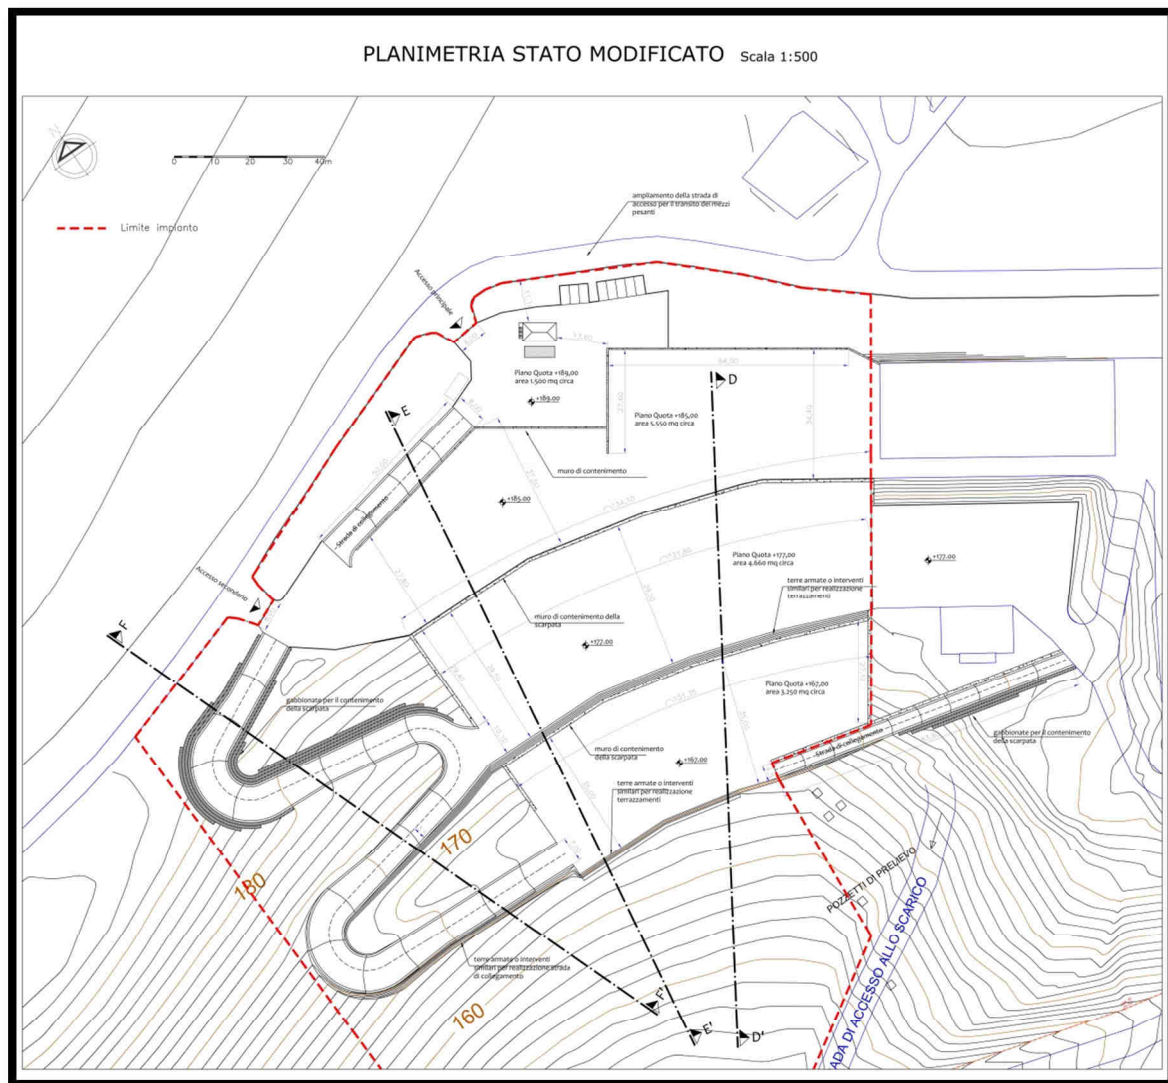 PLANIMETRIA STATO MODIFICATO Scala 1:500
N
0 10 20 30 40m
Limite impianto
ampliamento della strada di
accesso per il transito dei mezzi
pesanti
Accesso principale
Piano Quota +189,00
area 1.500 mq circa
+189.00
64,00
27,60
34,40
D
Piano Quota +185,00
area 5.550 mq circa
E
muro di contenimento
+185.00
Strada di collegamento
Accesso secondario
Piano Quota +177,00
area 4.660 mq circa
+177.00
terre armate o interventi
similari per realizzazione
terrazzamenti
muro di contenimento della
scarpata
F
+177.00
Piano Quota +167,00
area 3.250 mq circa
gabbionate per il contenimento
della scarpata
gabbionate per il contenimento
della scarpata
Strada di collegamento
muro di contenimento
della scarpata
+167.00
terre armate o interventi
similari per realizzazione
terrazzamenti
170
180
POZZETTI DI PRELIEVO
terre armate o interventi
similari per realizzazione strada
di collegamento
160
F'
E'
D'
ADA DI ACCESSO ALLO SCARICO